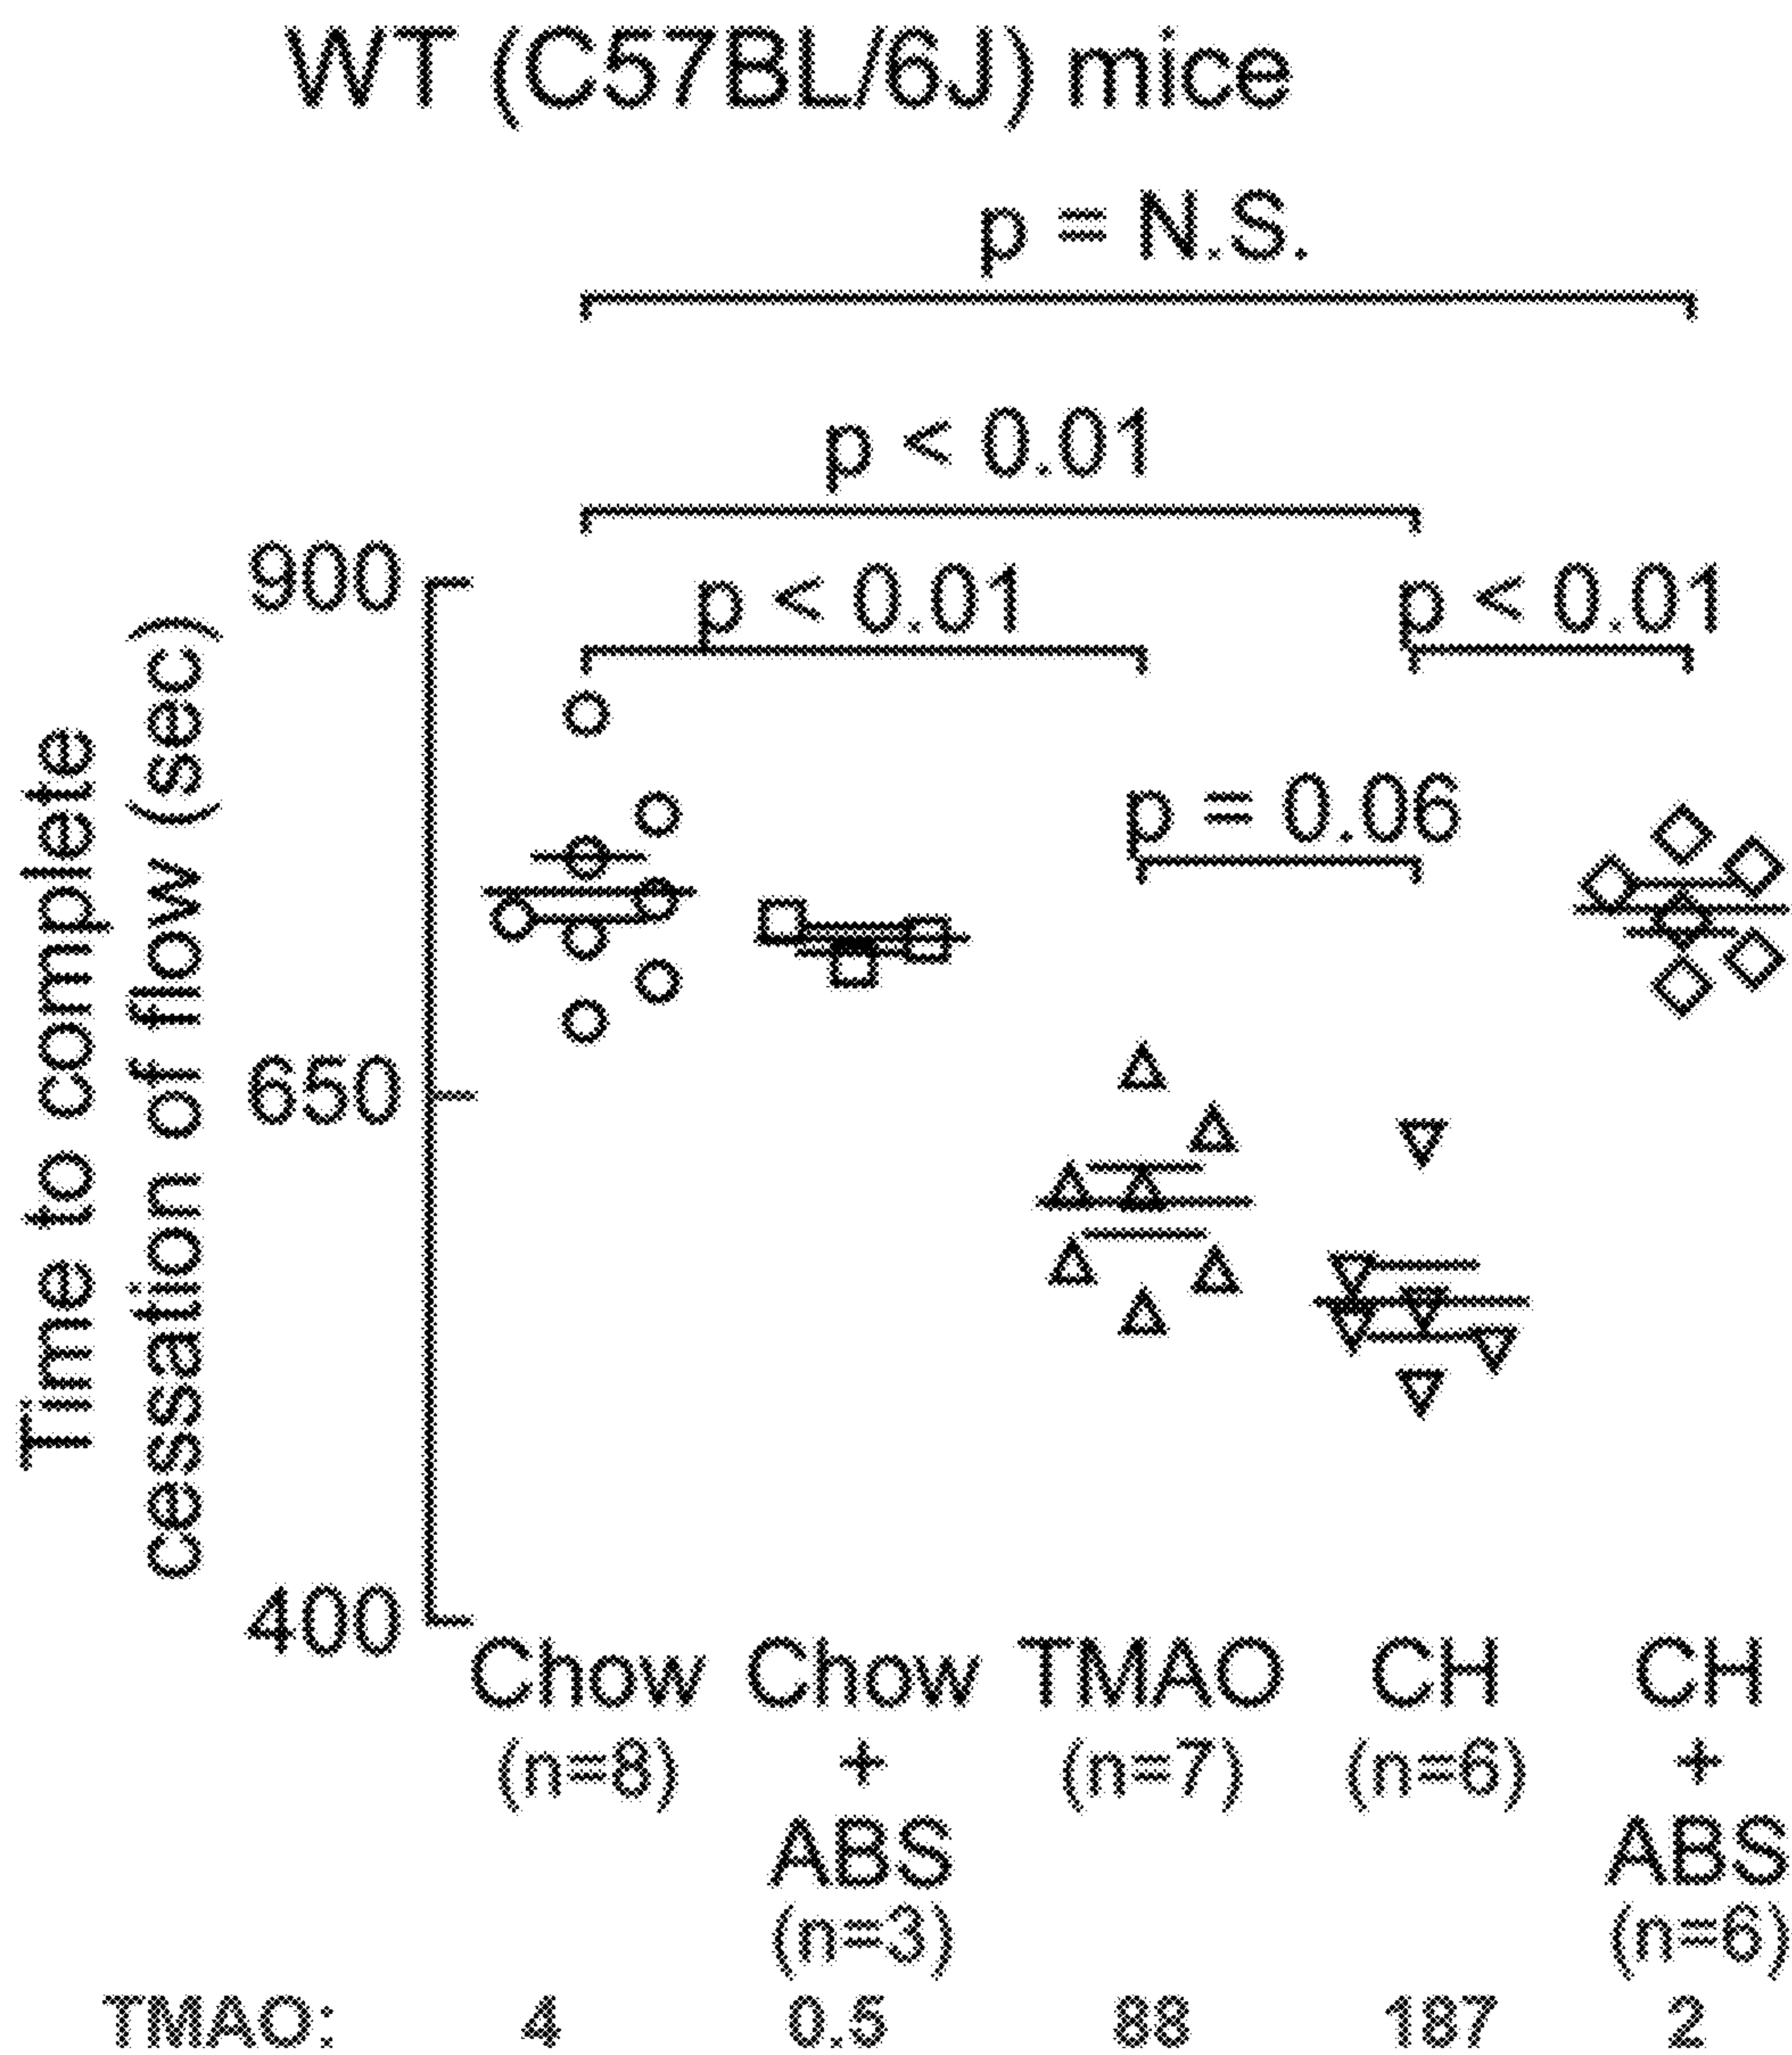 WT (C57BL/6J) mice
p = N.S.
p < 0.01
p < 0.01
p < 0.01
p = 0.06
Time to complete
cessation of flow (sec)
900
650
400
Chow
(n=8)
Chow
+
ABS
(n=3)
TMAO
(n=7)
CH
(n=6)
CH
+
ABS
(n=6)
TMAO: 4 0.5 88 187 2